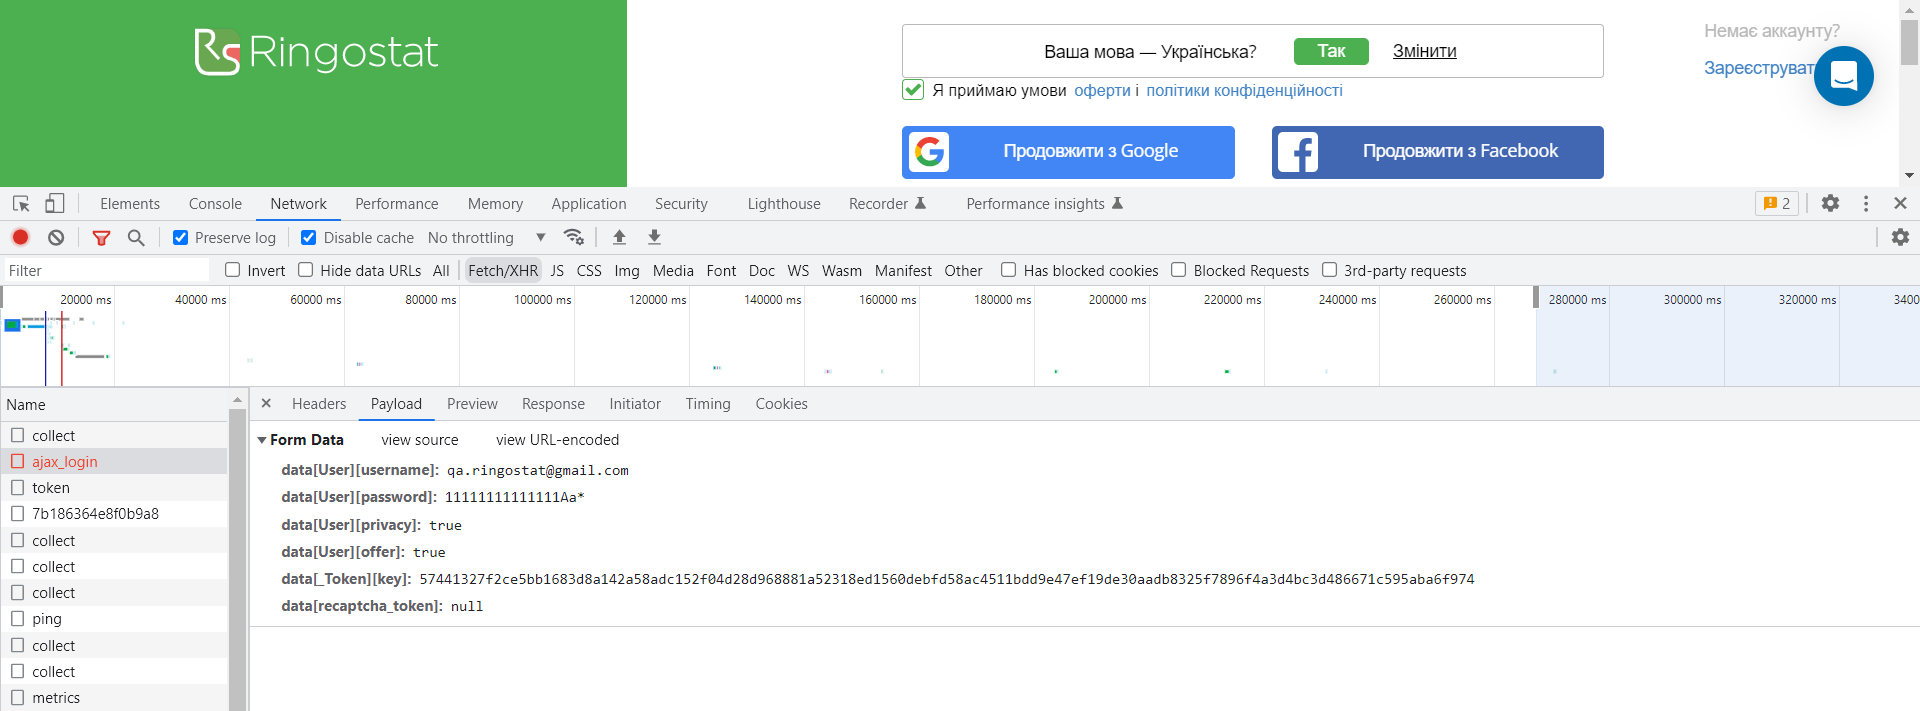 Ringostat
Ваша мова — Українська? Так Змінити
Немає аккаунту?
Я приймаю умови оферти і політики конфіденційності
Продовжити з Google Продовжити з Facebook
Elements Console Network Performance Memory Application Security Lighthouse Recorder Performance insights 2
Preserve log Disable cache No throttling
Filter Invert Hide data URLs All Fetch/XHR JS CSS Img Media Font Doc WS Wasm Manifest Other Has blocked cookies Blocked Requests 3rd-party requests
20000 ms 40000 ms 60000 ms 80000 ms 100000 ms 120000 ms 140000 ms 160000 ms 180000 ms 200000 ms 220000 ms 240000 ms 260000 ms 280000 ms 300000 ms 320000 ms 3400
Name
collect
ajax_login
token
7b186364e8f0b9a8
collect
collect
collect
ping
collect
collect
metrics
Headers Payload Preview Response Initiator Timing Cookies
Form Data view source view URL-encoded
data[User][username]: qa.ringostat@gmail.com
data[User][password]: 11111111111111Aa*
data[User][privacy]: true
data[User][offer]: true
data[_Token][key]: 57441327f2ce5bb1683d8a142a58adc152f04d28d968881a52318ed1560debfd58ac4511bdd9e47ef19de30aadb8325f7896f4a3d4bc3d486671c595aba6f974
data[recaptcha_token]: null